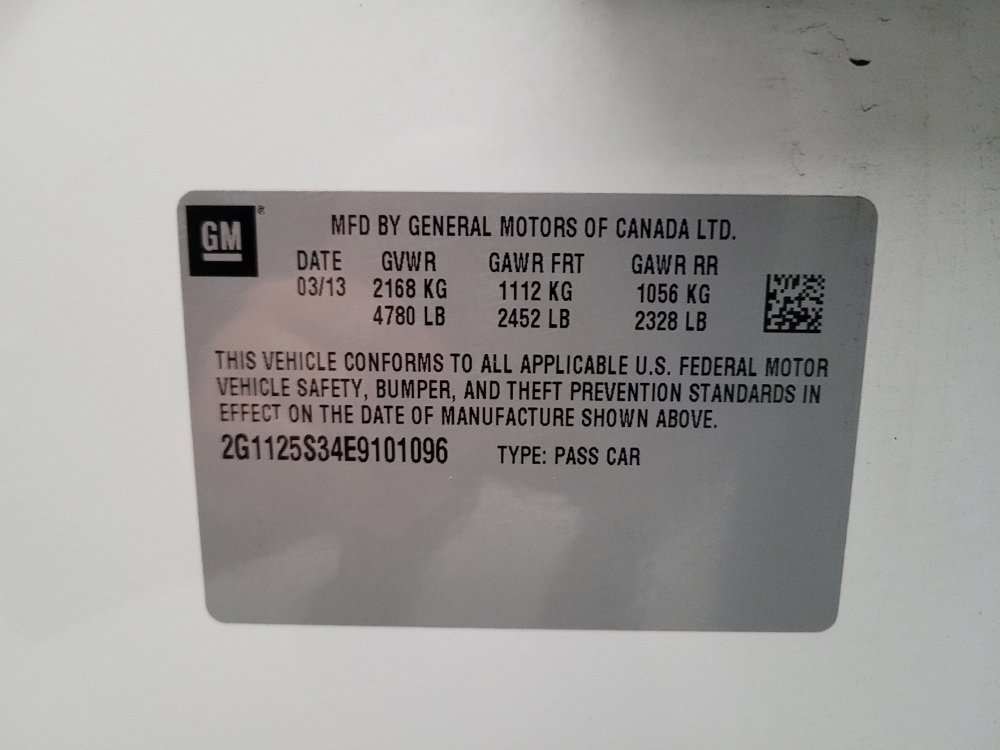 GM®
MFD BY GENERAL MOTORS OF CANADA LTD.
DATE GVWR GAWR FRT GAWR RR
03/13 2168 KG 1112 KG 1056 KG
4780 LB 2452 LB 2328 LB
THIS VEHICLE CONFORMS TO ALL APPLICABLE U.S. FEDERAL MOTOR
VEHICLE SAFETY, BUMPER, AND THEFT PREVENTION STANDARDS IN
EFFECT ON THE DATE OF MANUFACTURE SHOWN ABOVE.
2G1125S34E9101096 TYPE: PASS CAR